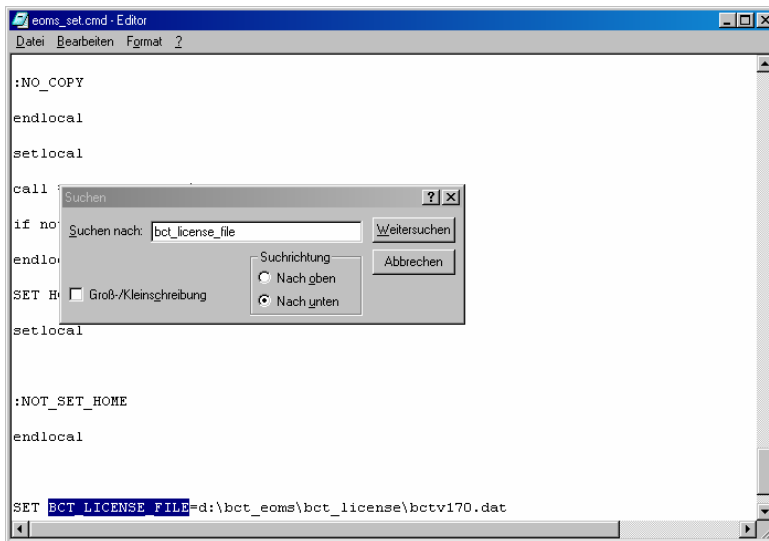 eoms_set.cmd - Editor
Datei Bearbeiten Format ?
:NO_COPY
endlocal
setlocal
call
Suchen
if no
Suchen nach: bct_license_file Weitersuchen
endlo
Suchrichtung
Abbrechen
Nach oben
SET H
Groß-/Kleinschreibung
Nach unten
setlocal
:NOT_SET_HOME
endlocal
SET BCT_LICENSE_FILE=d:\bct_eoms\bct_license\bctv170.dat